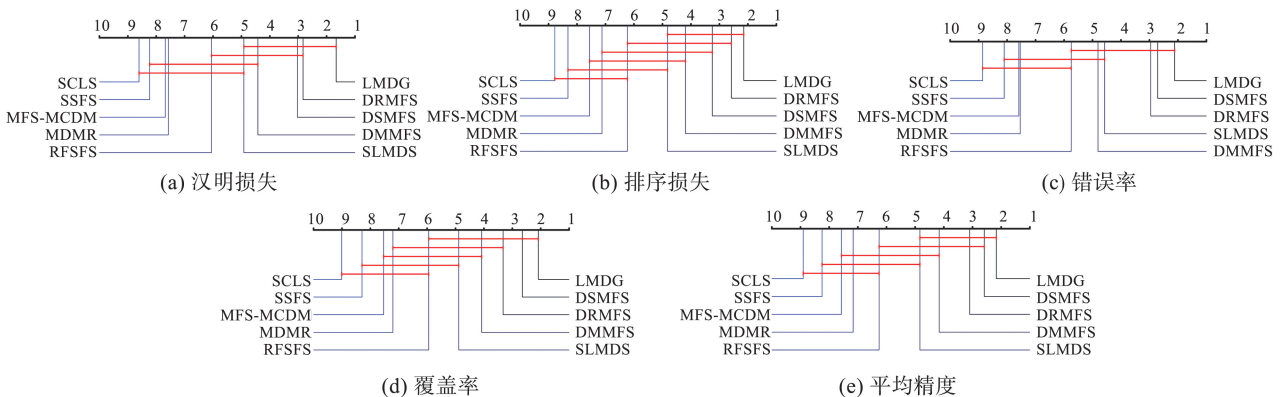 10 9 8 7 6 5 4 3 2 1
SCLS LMDG
SSFS DRMFS
MFS-MCDM DSMFS
MDMR DMMFS
RFSFS SLMDS
(a) 汉明损失
10 9 8 7 6 5 4 3 2 1
SCLS LMDG
SSFS DRMFS
MFS-MCDM DSMFS
MDMR DMMFS
RFSFS SLMDS
(b) 排序损失
10 9 8 7 6 5 4 3 2 1
SCLS LMDG
SSFS DSMFS
MFS-MCDM DRMFS
MDMR SLMDS
RFSFS DMMFS
(c) 错误率
10 9 8 7 6 5 4 3 2 1
SCLS LMDG
SSFS DSMFS
MFS-MCDM DRMFS
MDMR DMMFS
RFSFS SLMDS
(d) 覆盖率
10 9 8 7 6 5 4 3 2 1
SCLS LMDG
SSFS DSMFS
MFS-MCDM DRMFS
MDMR DMMFS
RFSFS SLMDS
(e) 平均精度